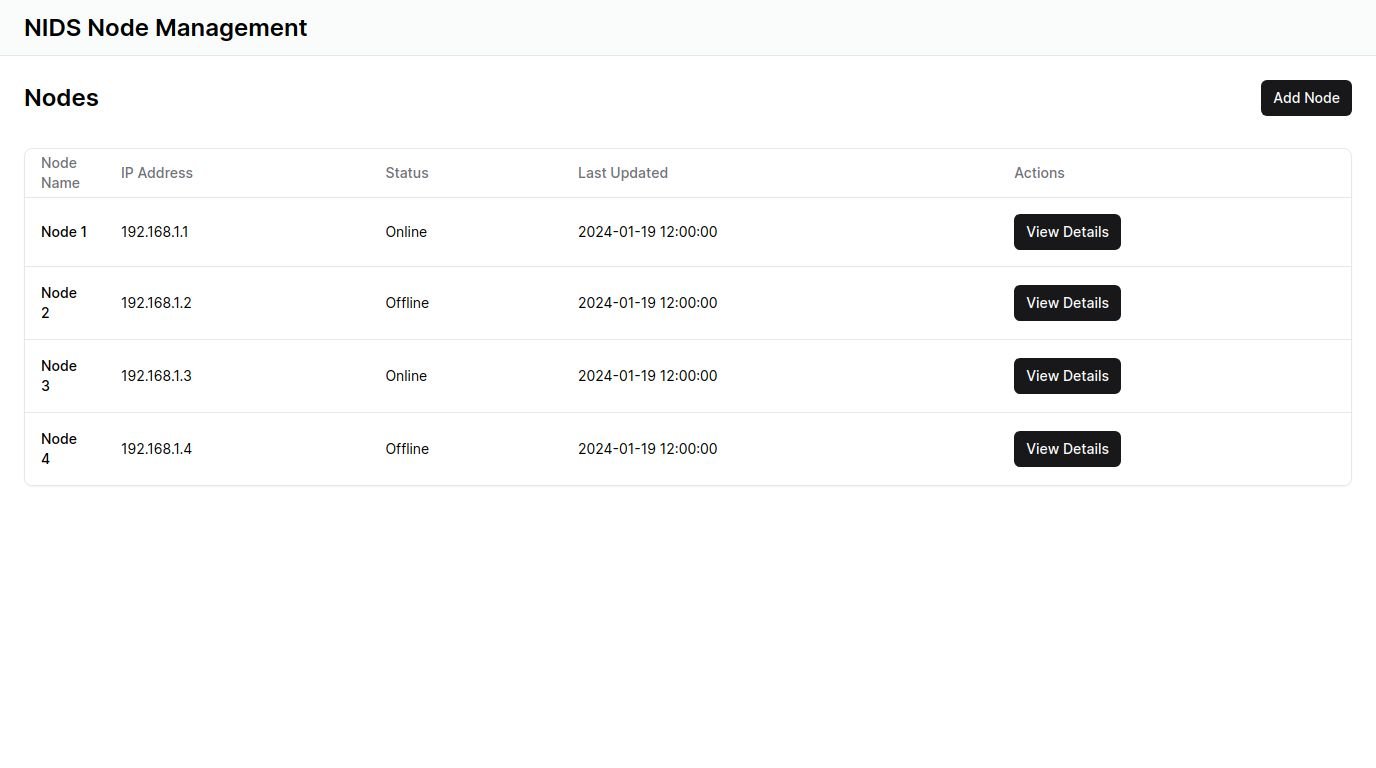 NIDS Node Management
Nodes
Add Node
Node
Name
IP Address
Status
Last Updated
Actions
Node 1
192.168.1.1
Online
2024-01-19 12:00:00
View Details
Node
2
192.168.1.2
Offline
2024-01-19 12:00:00
View Details
Node
3
192.168.1.3
Online
2024-01-19 12:00:00
View Details
Node
4
192.168.1.4
Offline
2024-01-19 12:00:00
View Details